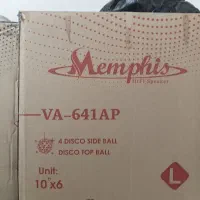 Memphis
HI-FI Speaker
VA-641AP
4 DISCO SIDE BALL
DISCO TOP BALL
Unit:
10"x6
L